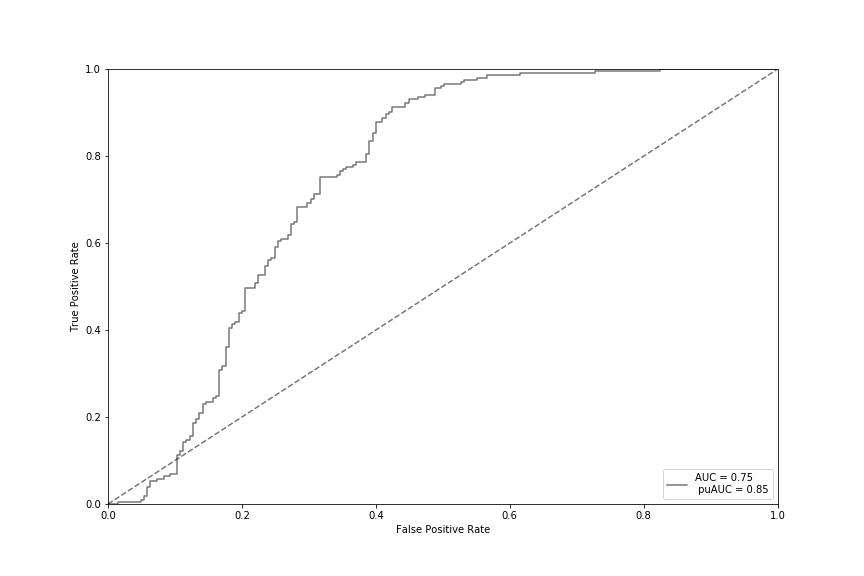 1.0
0.8
0.6
0.4
0.2
0.0
True Positive Rate
AUC = 0.75
puAUC = 0.85
0.0 0.2 0.4 0.6 0.8 1.0
False Positive Rate